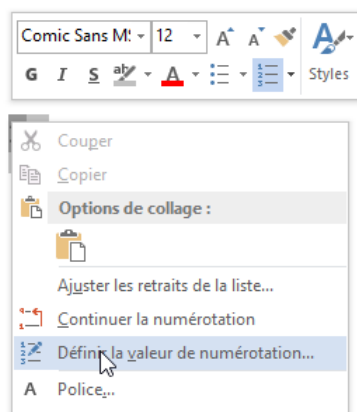 Comic Sans M! 12 A A
G I S aby A Styles
Couper
Copier
Options de collage :
Ajuster les retraits de la liste...
Continuer la numérotation
Définir la valeur de numérotation...
A Police...